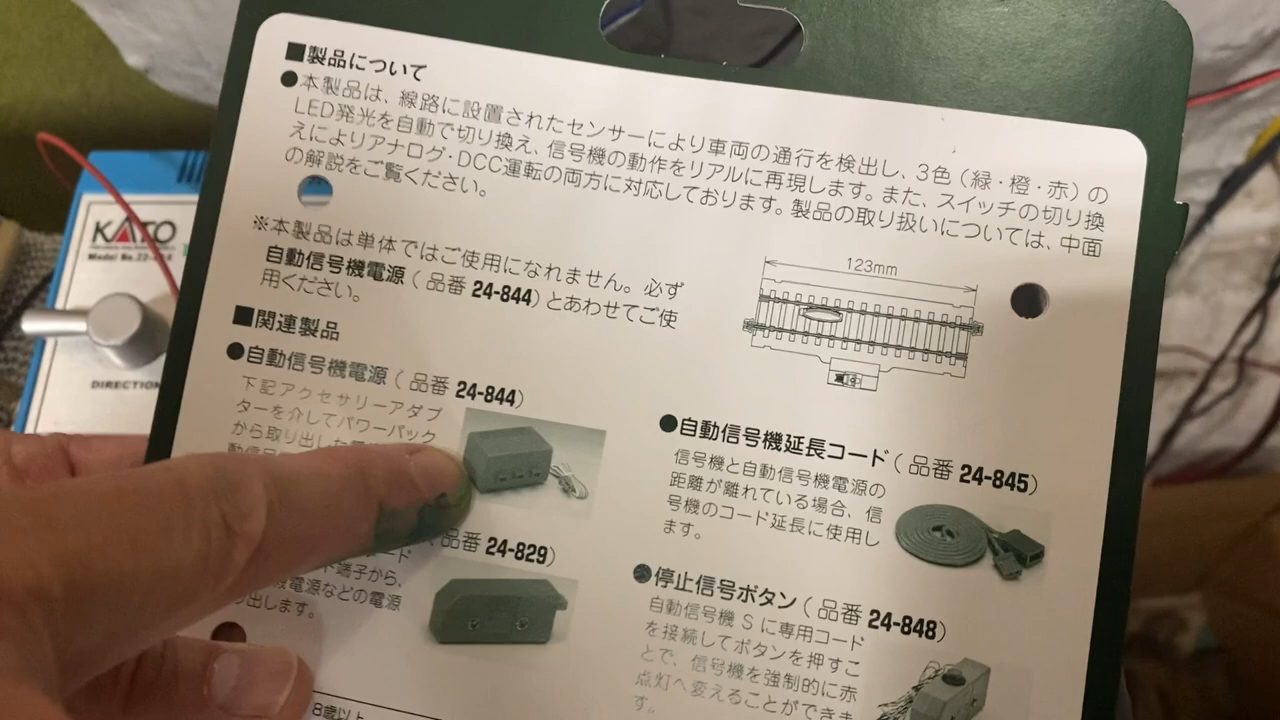 ■製品について
●本製品は、線路に設置されたセンサーにより車両の通行を検出し、3色（緑・橙・赤）の
LED発光を自動で切り換え、信号機の動作をリアルに再現します。また、スイッチの切り換
えによりアナログ・DCC運転の両方に対応しております。製品の取り扱いについては、中面
の解説をご覧ください。
※本製品は単体ではご使用になれません。必ず
自動信号機電源（品番 24-844）とあわせてご使
用ください。
123mm
■関連製品
●自動信号機電源（品番 24-844）
下記アクセサリーアダプ
ターを介してパワーパック
から取り出した
品番 24-829）
端子から、
電源などの電源
出します。
●自動信号機延長コード（品番 24-845）
信号機と自動信号機電源の
距離が離れている場合、信
号機のコード延長に使用し
ます。
●停止信号ボタン（品番 24-848）
自動信号機 S に専用コード
を接続してボタンを押すこ
とで、信号機を強制的に赤
点灯へ変えることができま
す。
8歳以上
KATO
Model No.22-
DIRECTION